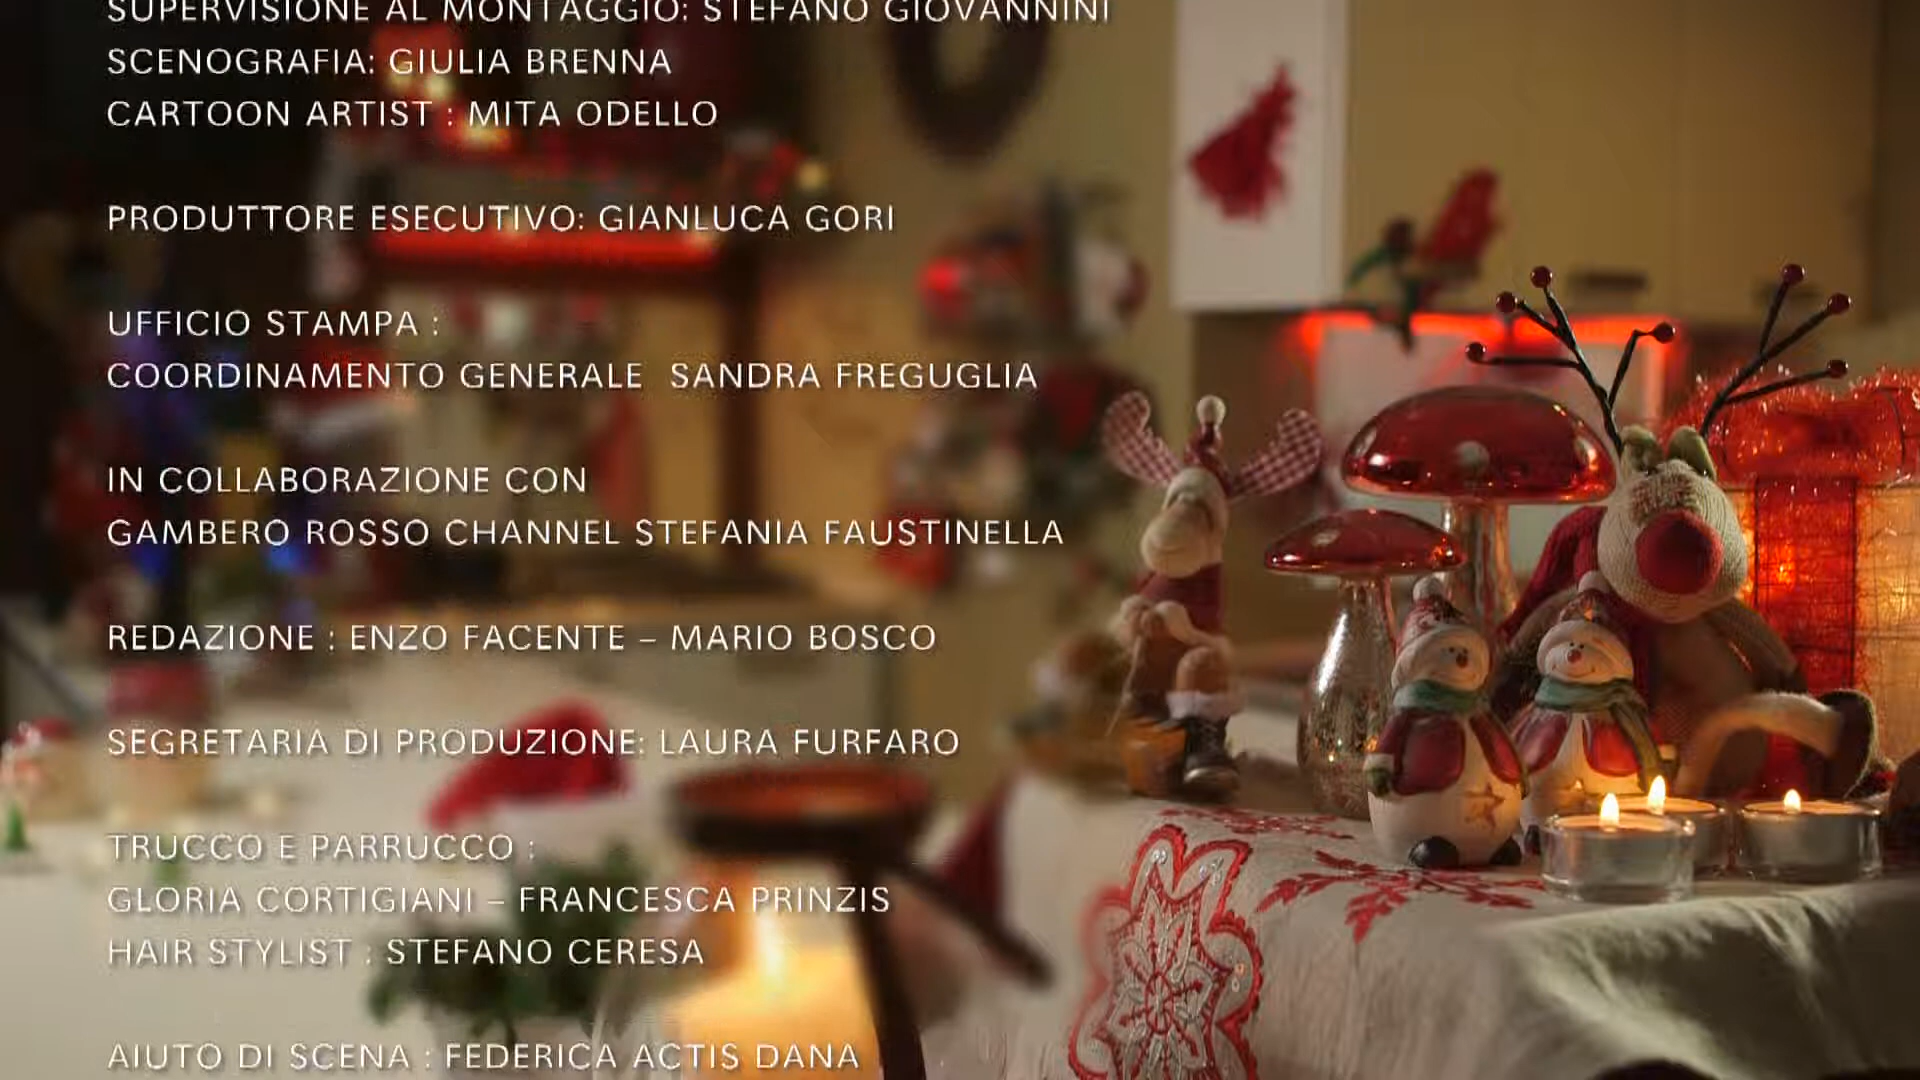 SUPERVISIONE AL MONTAGGIO: STEFANO GIOVANNINI
SCENOGRAFIA: GIULIA BRENNA
CARTOON ARTIST : MITA ODELLO
PRODUTTORE ESECUTIVO: GIANLUCA GORI
UFFICIO STAMPA :
COORDINAMENTO GENERALE  SANDRA FREGUGLIA
IN COLLABORAZIONE CON
GAMBERO ROSSO CHANNEL STEFANIA FAUSTINELLA
REDAZIONE : ENZO FACENTE – MARIO BOSCO
SEGRETARIA DI PRODUZIONE: LAURA FURFARO
TRUCCO E PARRUCCO :
GLORIA CORTIGIANI – FRANCESCA PRINZIS
HAIR STYLIST : STEFANO CERESA
AIUTO DI SCENA : FEDERICA ACTIS DANA